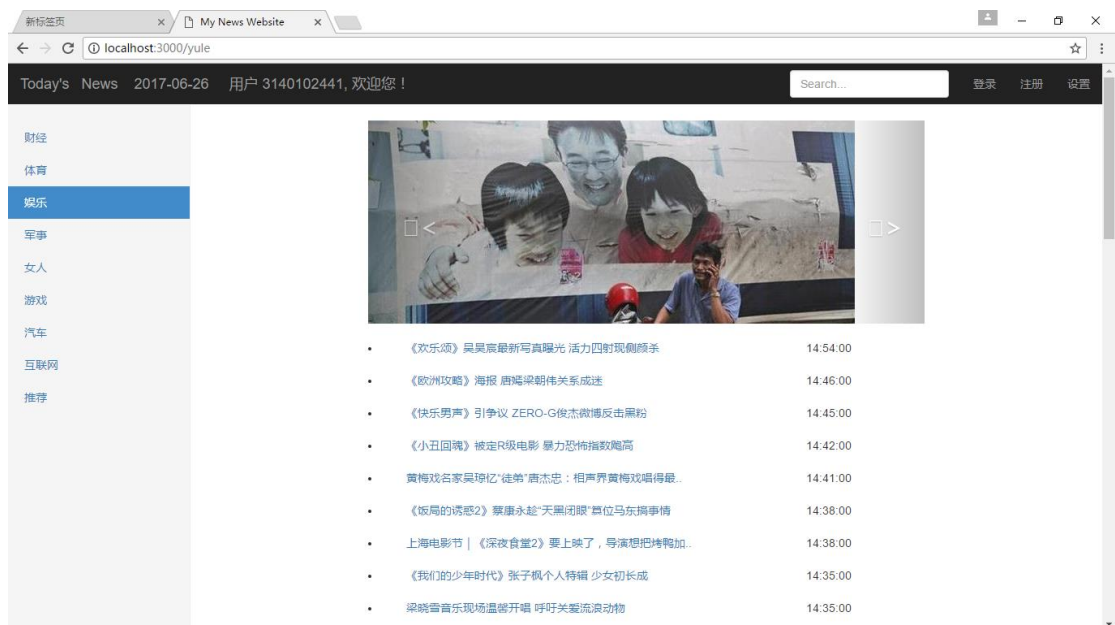 新标签页
My News Website
localhost:3000/yule
Today's News 2017-06-26 用户 3140102441, 欢迎您！
Search...
登录 注册 设置
财经
体育
娱乐
军事
女人
游戏
汽车
互联网
推荐
< >
《欢乐颂》吴昊宸最新写真曝光 活力四射现侧颜杀 14:54:00
《欧洲攻略》海报 唐嫣梁朝伟关系成迷 14:46:00
《快乐男声》引争议 ZERO-G俊杰微博反击黑粉 14:45:00
《小丑回魂》被定R级电影 暴力恐怖指数飚高 14:42:00
黄梅戏名家吴琼忆“徒弟”唐杰忠：相声界黄梅戏唱得最.. 14:41:00
《饭局的诱惑2》蔡康永趁“天黑闭眼”篡位马东搞事情 14:38:00
上海电影节｜《深夜食堂2》要上映了，导演想把烤鸭加.. 14:38:00
《我们的少年时代》张子枫个人特辑 少女初长成 14:35:00
梁晓雪音乐现场温馨开唱 呼吁关爱流浪动物 14:35:00